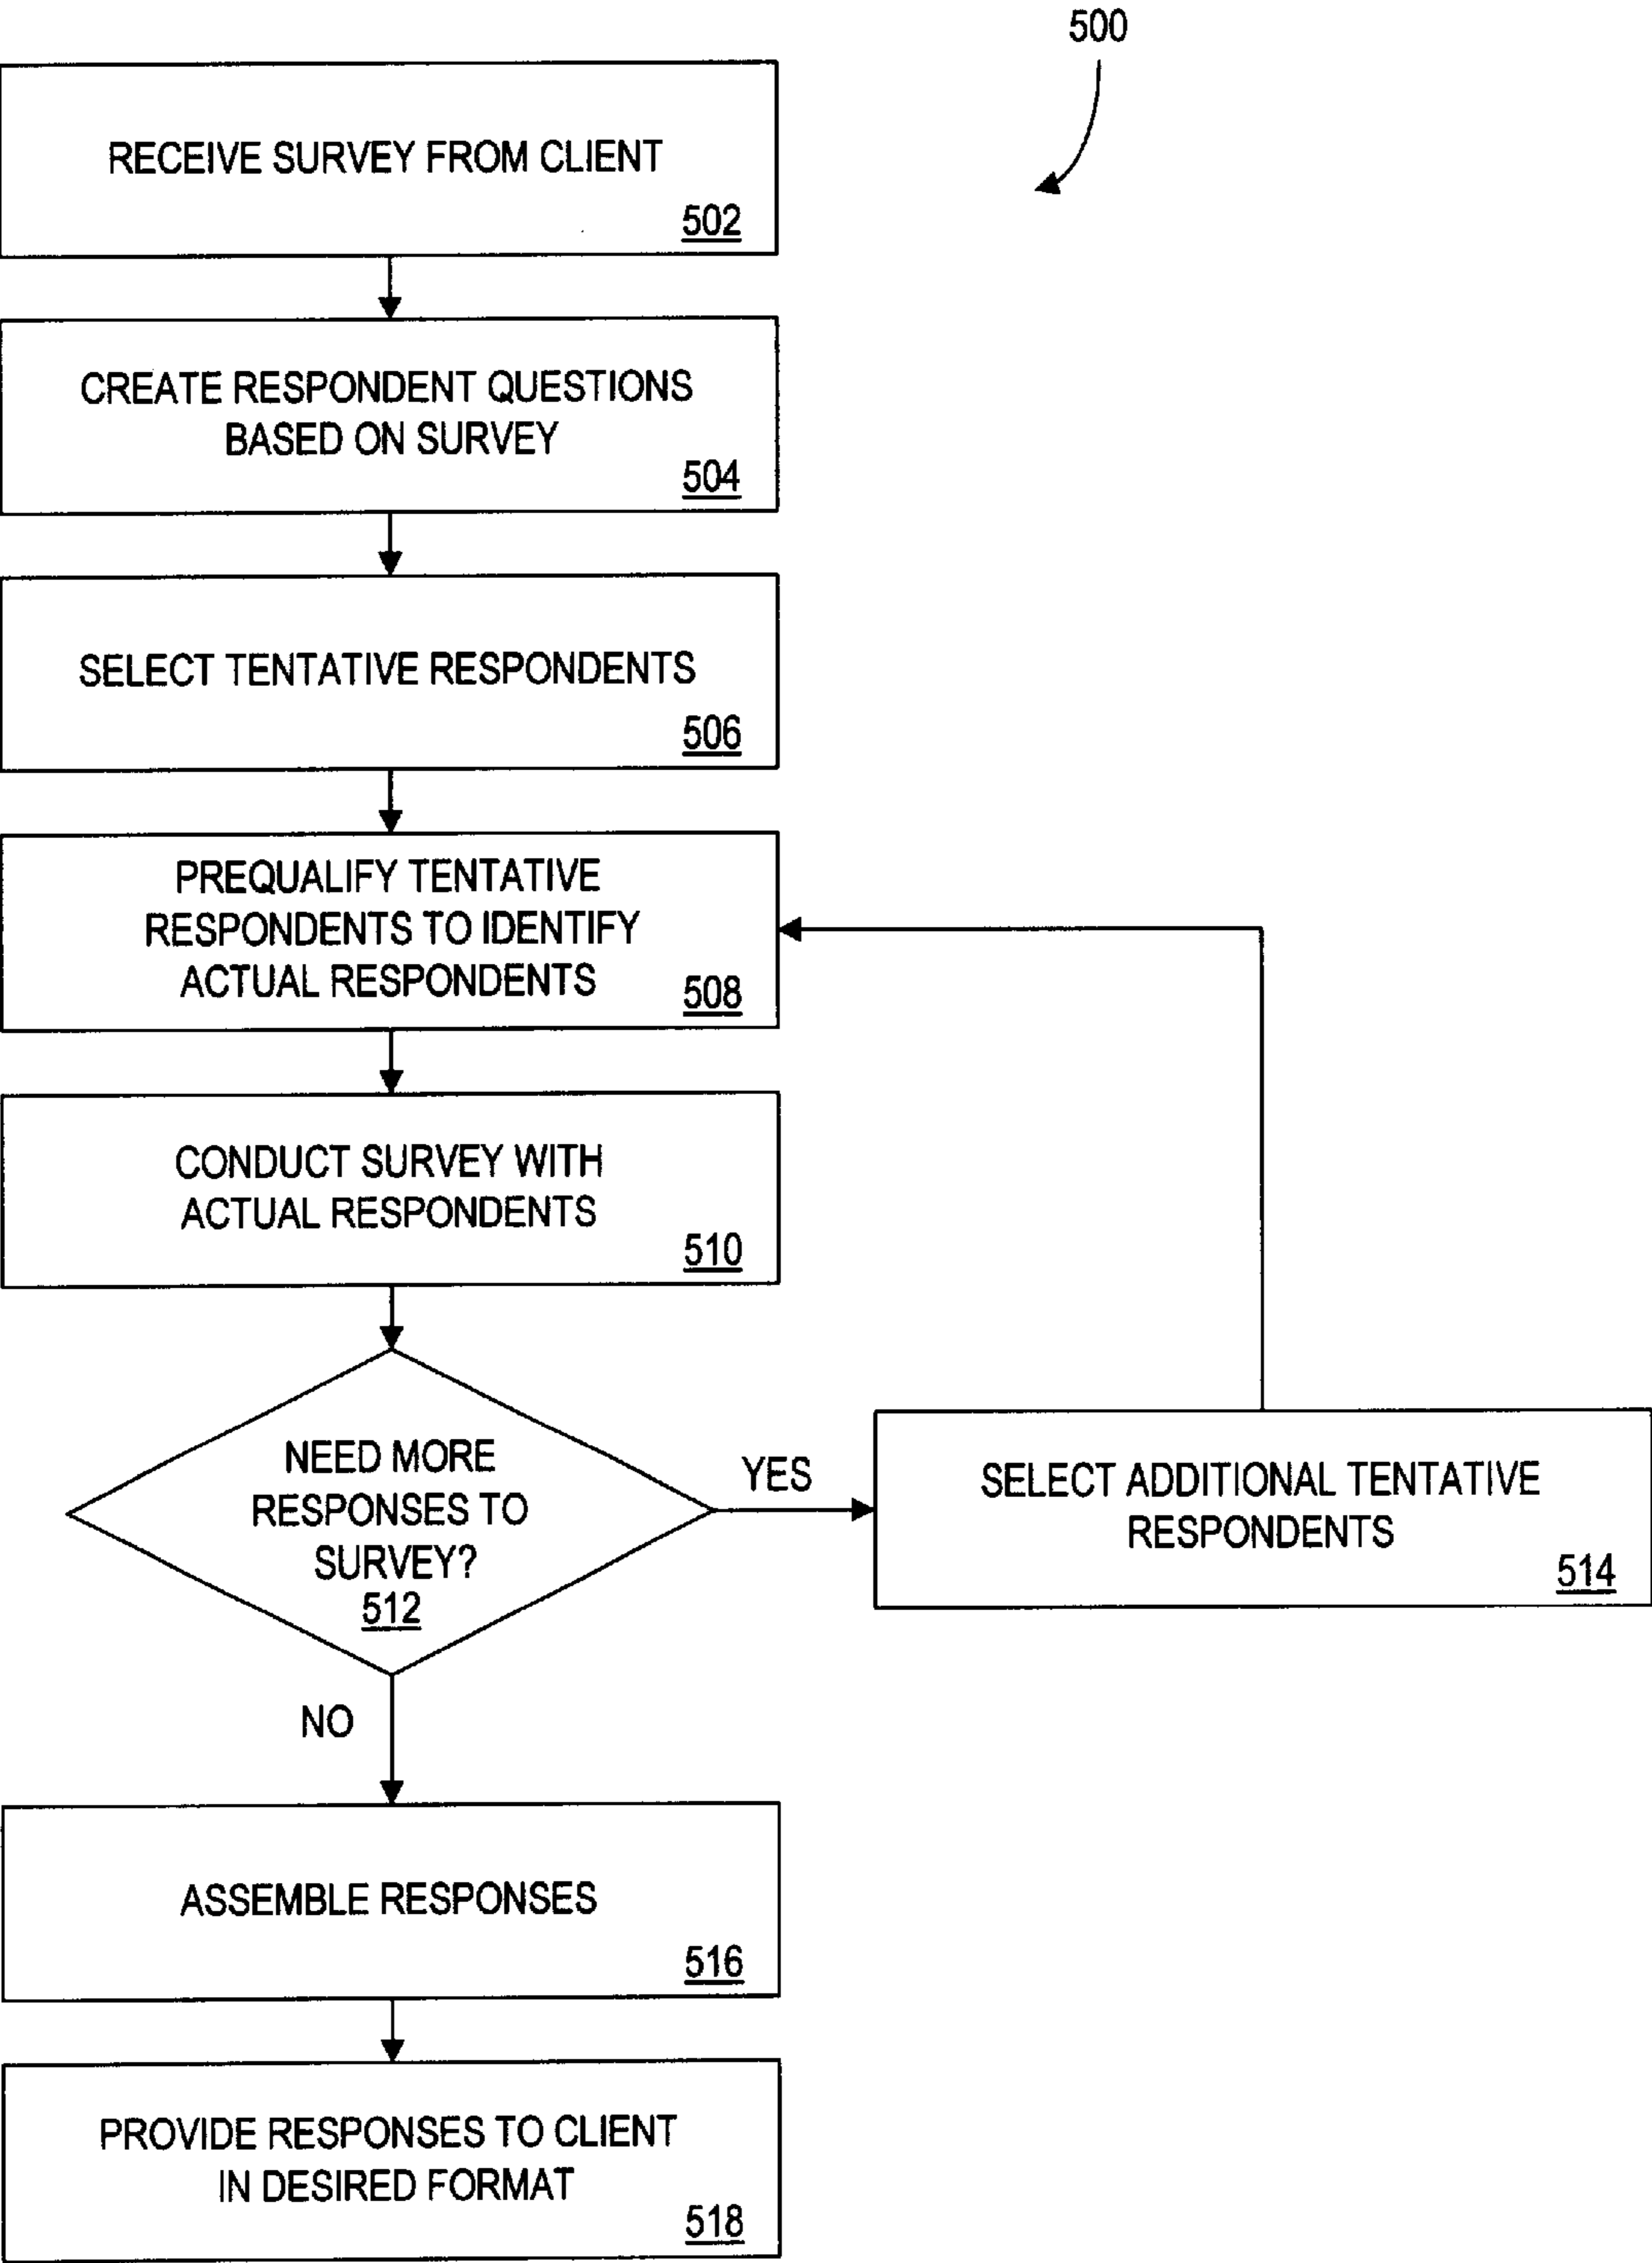 500
RECEIVE SURVEY FROM CLIENT
502
CREATE RESPONDENT QUESTIONS
BASED ON SURVEY
504
SELECT TENTATIVE RESPONDENTS
506
PREQUALIFY TENTATIVE
RESPONDENTS TO IDENTIFY
ACTUAL RESPONDENTS
508
CONDUCT SURVEY WITH
ACTUAL RESPONDENTS
510
NEED MORE
RESPONSES TO
SURVEY?
512
YES
SELECT ADDITIONAL TENTATIVE
RESPONDENTS
514
NO
ASSEMBLE RESPONSES
516
PROVIDE RESPONSES TO CLIENT
IN DESIRED FORMAT
518